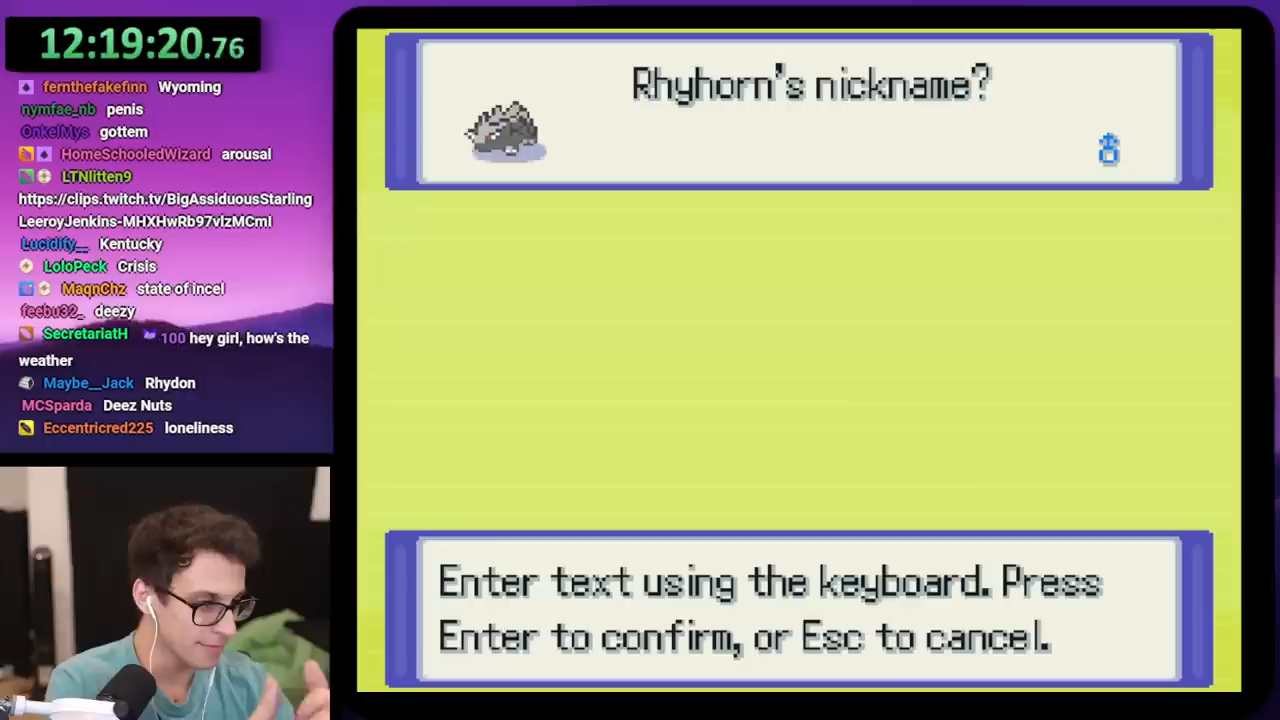 12:19:20.76
fernthefakefinn Wyoming
nymfae_nb penis
OnkelMys gottem
HomeSchooledWizard arousal
LTNlitten9
https://clips.twitch.tv/BigAssiduousStarling
LeeroyJenkins-MHXHwRb97vlzMCmI
Lucidify__ Kentucky
LoloPeck Crisis
MaqnChz state of incel
feebu32_ deezy
SecretariatH 100 hey girl, how's the
weather
Maybe__Jack Rhydon
MCSparda Deez Nuts
Eccentricred225 loneliness
Rhyhorn's nickname?
Enter text using the keyboard. Press
Enter to confirm, or Esc to cancel.